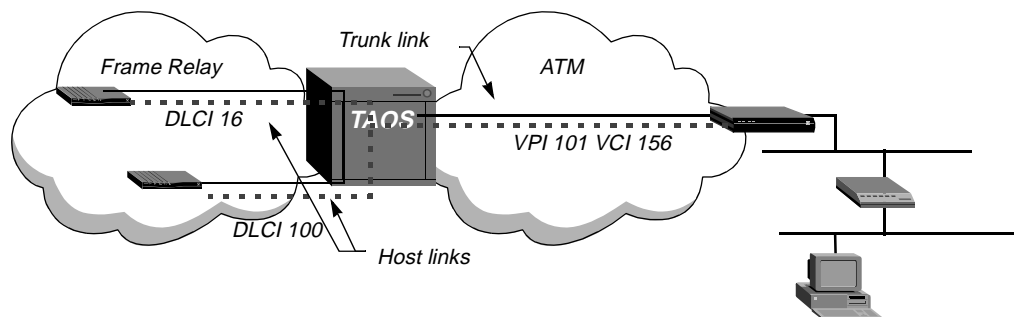 Trunk link
Frame Relay
ATM
DLCI 16
TAOS
VPI 101 VCI 156
DLCI 100
Host links